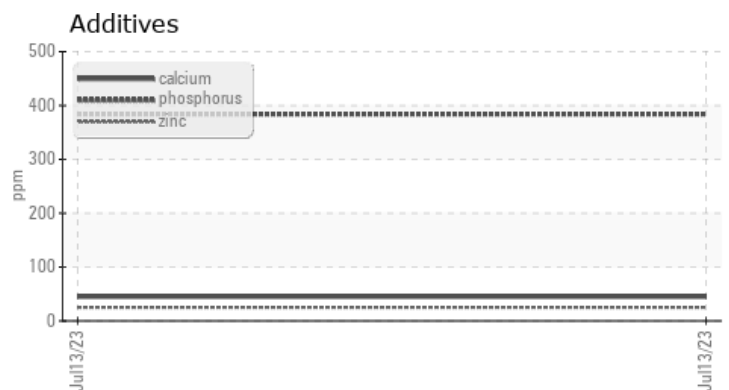 Additives
500
400
300
200
100
0
ppm
calcium
phosphorus
zinc
Jul13/23
Jul13/23